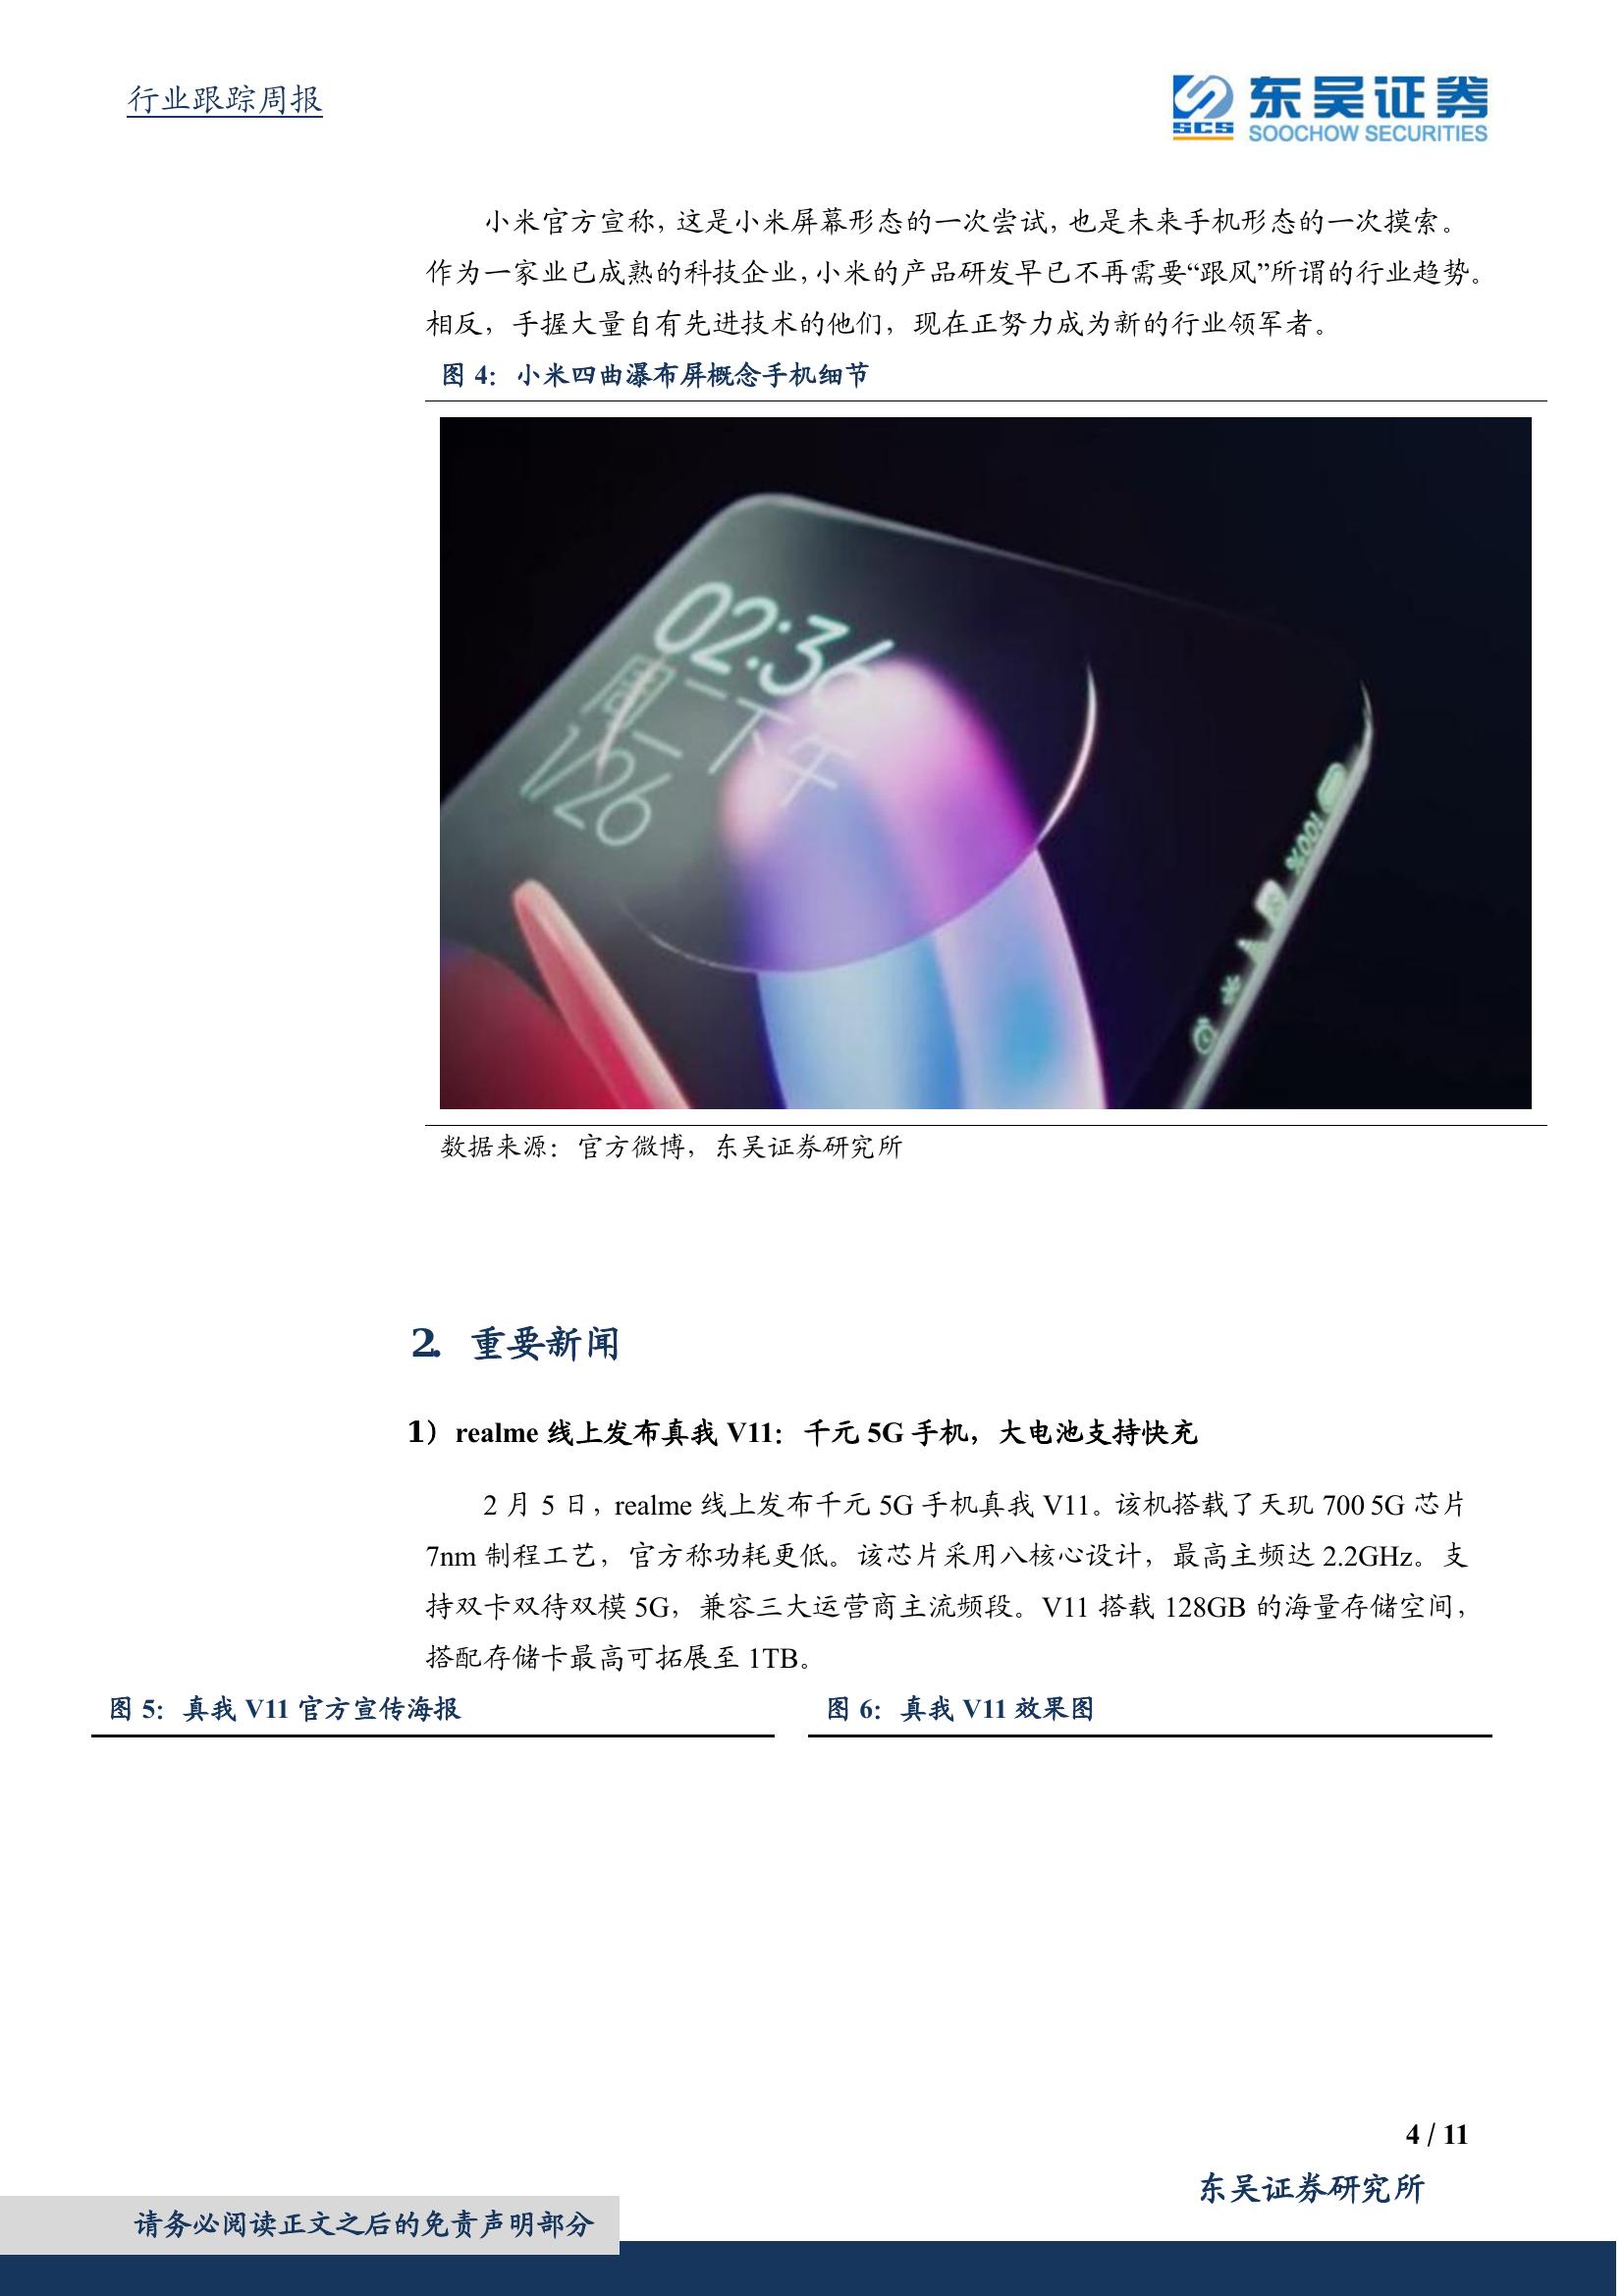 行业跟踪周报
SCS
东吴证券
SOOCHOW SECURITIES
小米官方宣称,这是小米屏幕形态的一次尝试,也是未来手机形态的一次摸索。
作为一家业已成熟的科技企业,小米的产品研发早已不再需要“跟风”所谓的行业趋势。
相反，手握大量自有先进技术的他们，现在正努力成为新的行业领军者。
图 4：小米四曲瀑布屏概念手机细节
02:36
周二下午
1/26
100%
数据来源：官方微博，东吴证券研究所
2. 重要新闻
1）realme 线上发布真我 V11：千元 5G 手机，大电池支持快充
2 月 5 日，realme 线上发布千元 5G 手机真我 V11。该机搭载了天玑 700 5G 芯片
7nm 制程工艺，官方称功耗更低。该芯片采用八核心设计，最高主频达 2.2GHz。支
持双卡双待双模 5G，兼容三大运营商主流频段。V11 搭载 128GB 的海量存储空间，
搭配存储卡最高可拓展至 1TB。
图 5：真我 V11 官方宣传海报
图 6：真我 V11 效果图
4 / 11
东吴证券研究所
请务必阅读正文之后的免责声明部分